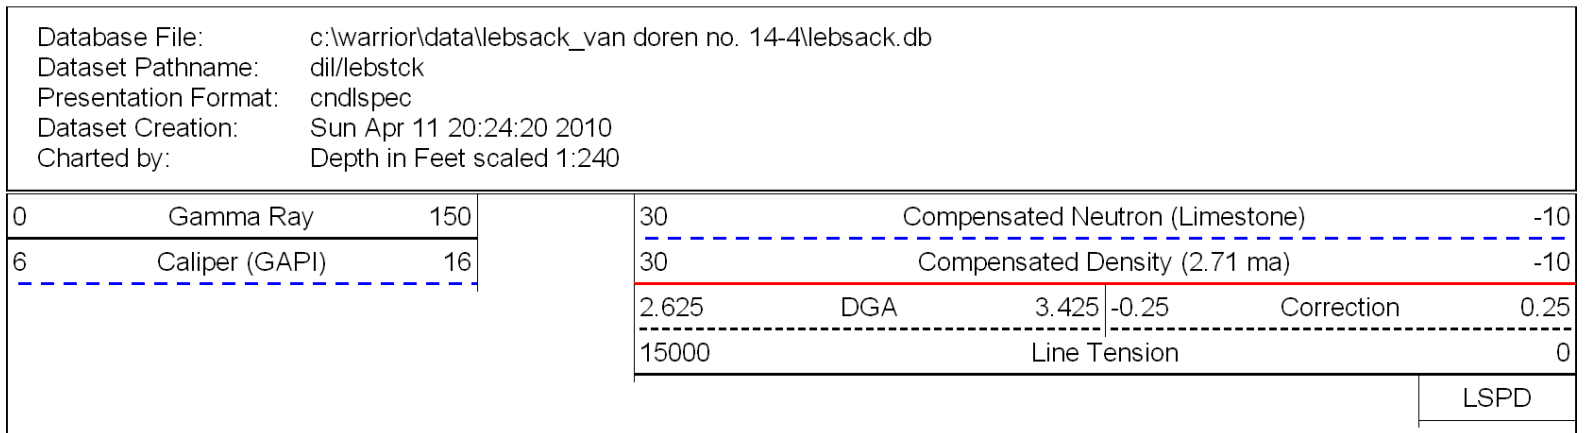 Database File: c:\warrior\data\lebsack_van doren no. 14-4\lebsack.db
Dataset Pathname: dil/lebstck
Presentation Format: cndlspec
Dataset Creation: Sun Apr 11 20:24:20 2010
Charted by: Depth in Feet scaled 1:240
0 Gamma Ray 150 30 Compensated Neutron (Limestone) -10
6 Caliper (GAPI) 16 30 Compensated Density (2.71 ma) -10
2.625 DGA 3.425 -0.25 Correction 0.25
15000 Line Tension 0
LSPD